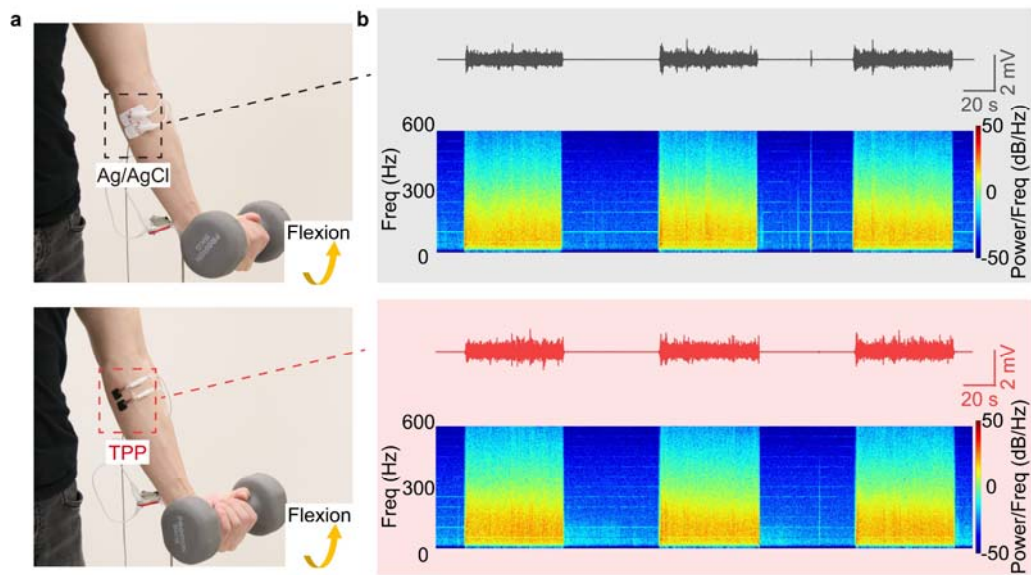 a
Ag/AgCl
Flexion
TPP
Flexion
b
20 s
2 mV
600
300
0
Freq (Hz)
50
0
-50
Power/Freq (dB/Hz)
20 s
2 mV
600
300
0
Freq (Hz)
50
0
-50
Power/Freq (dB/Hz)